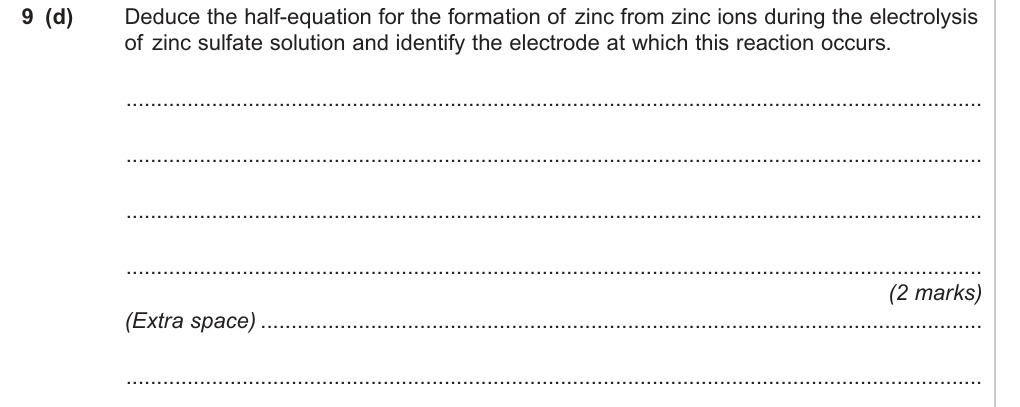 9 (d) Deduce the half-equation for the formation of zinc from zinc ions during the electrolysis
of zinc sulfate solution and identify the electrode at which this reaction occurs.
(2 marks)
(Extra space)